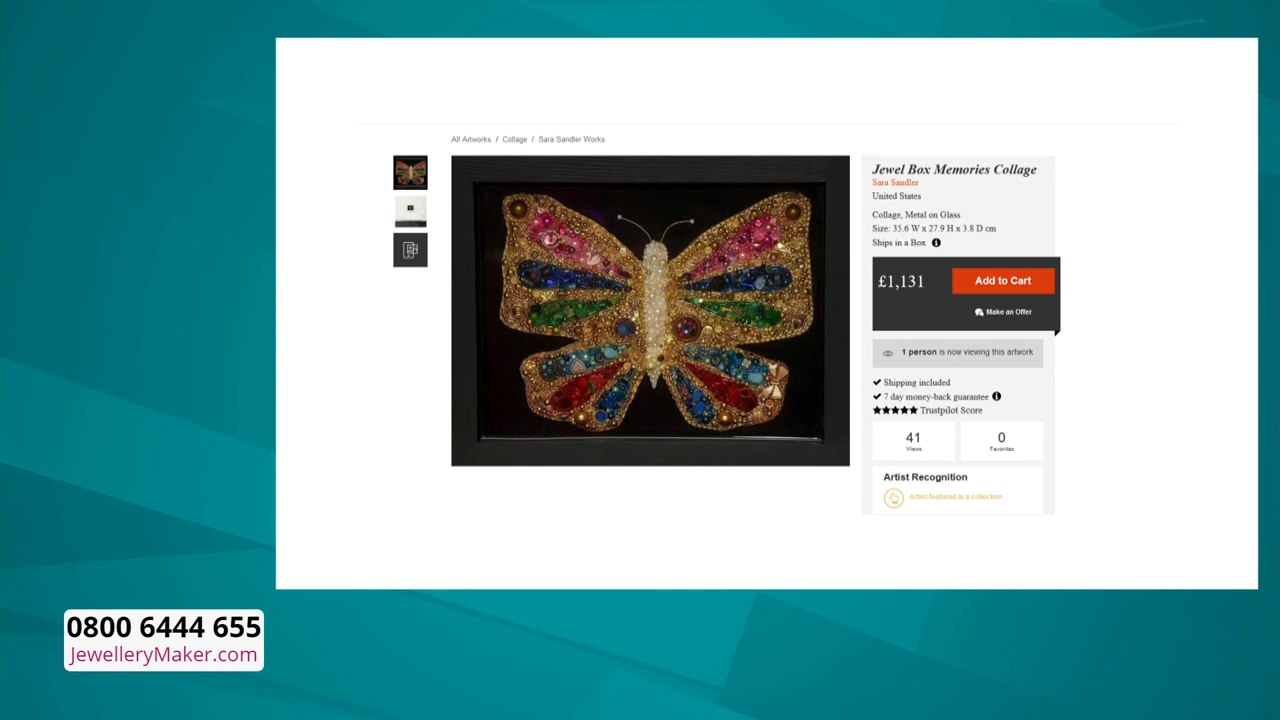 All Artworks / Collage / Sara Sandler Works
Jewel Box Memories Collage
Sara Sandler
United States
Collage, Metal on Glass
Size: 35.6 W x 27.9 H x 3.8 D cm
Ships in a Box
£1,131
Add to Cart
Make an Offer
1 person is now viewing this artwork
Shipping included
7 day money-back guarantee
Trustpilot Score
41
Views
0
Favorites
Artist Recognition
Artist featured in a collection
0800 6444 655
JewelleryMaker.com